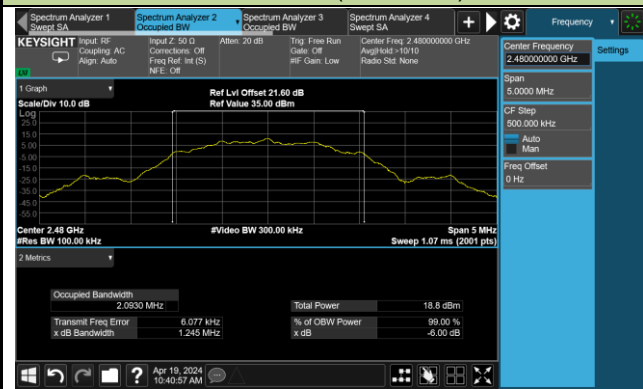 Spectrum Analyzer 1
Swept SA
Spectrum Analyzer 2
Occupied BW
Spectrum Analyzer 3
Occupied BW
Spectrum Analyzer 4
Swept SA
Frequency
KEYSIGHT
Input: RF
Coupling: AC
Align: Auto
Input Z: 50 Ω
Corrections: Off
Freq Ref: Int (S)
NFE: Off
Atten: 20 dB
Trig: Free Run
Gate: Off
#IF Gain: Low
Center Freq: 2.480000000 GHz
Avg|Hold:>10/10
Radio Std: None
Center Frequency
2.480000000 GHz
Settings
Span
5.0000 MHz
CF Step
500.000 kHz
Auto
Man
Freq Offset
0 Hz
1 Graph
Scale/Div 10.0 dB
Ref Lvl Offset 21.60 dB
Ref Value 35.00 dBm
Log
25.0
15.0
5.00
-5.00
-15.0
-25.0
-35.0
-45.0
-55.0
Center 2.48 GHz
#Res BW 100.00 kHz
#Video BW 300.00 kHz
Span 5 MHz
Sweep 1.07 ms (2001 pts)
2 Metrics
Occupied Bandwidth
2.0930 MHz
Total Power 18.8 dBm
Transmit Freq Error 6.077 kHz
% of OBW Power 99.00 %
x dB Bandwidth 1.245 MHz
x dB -6.00 dB
Apr 19, 2024
10:40:57 AM